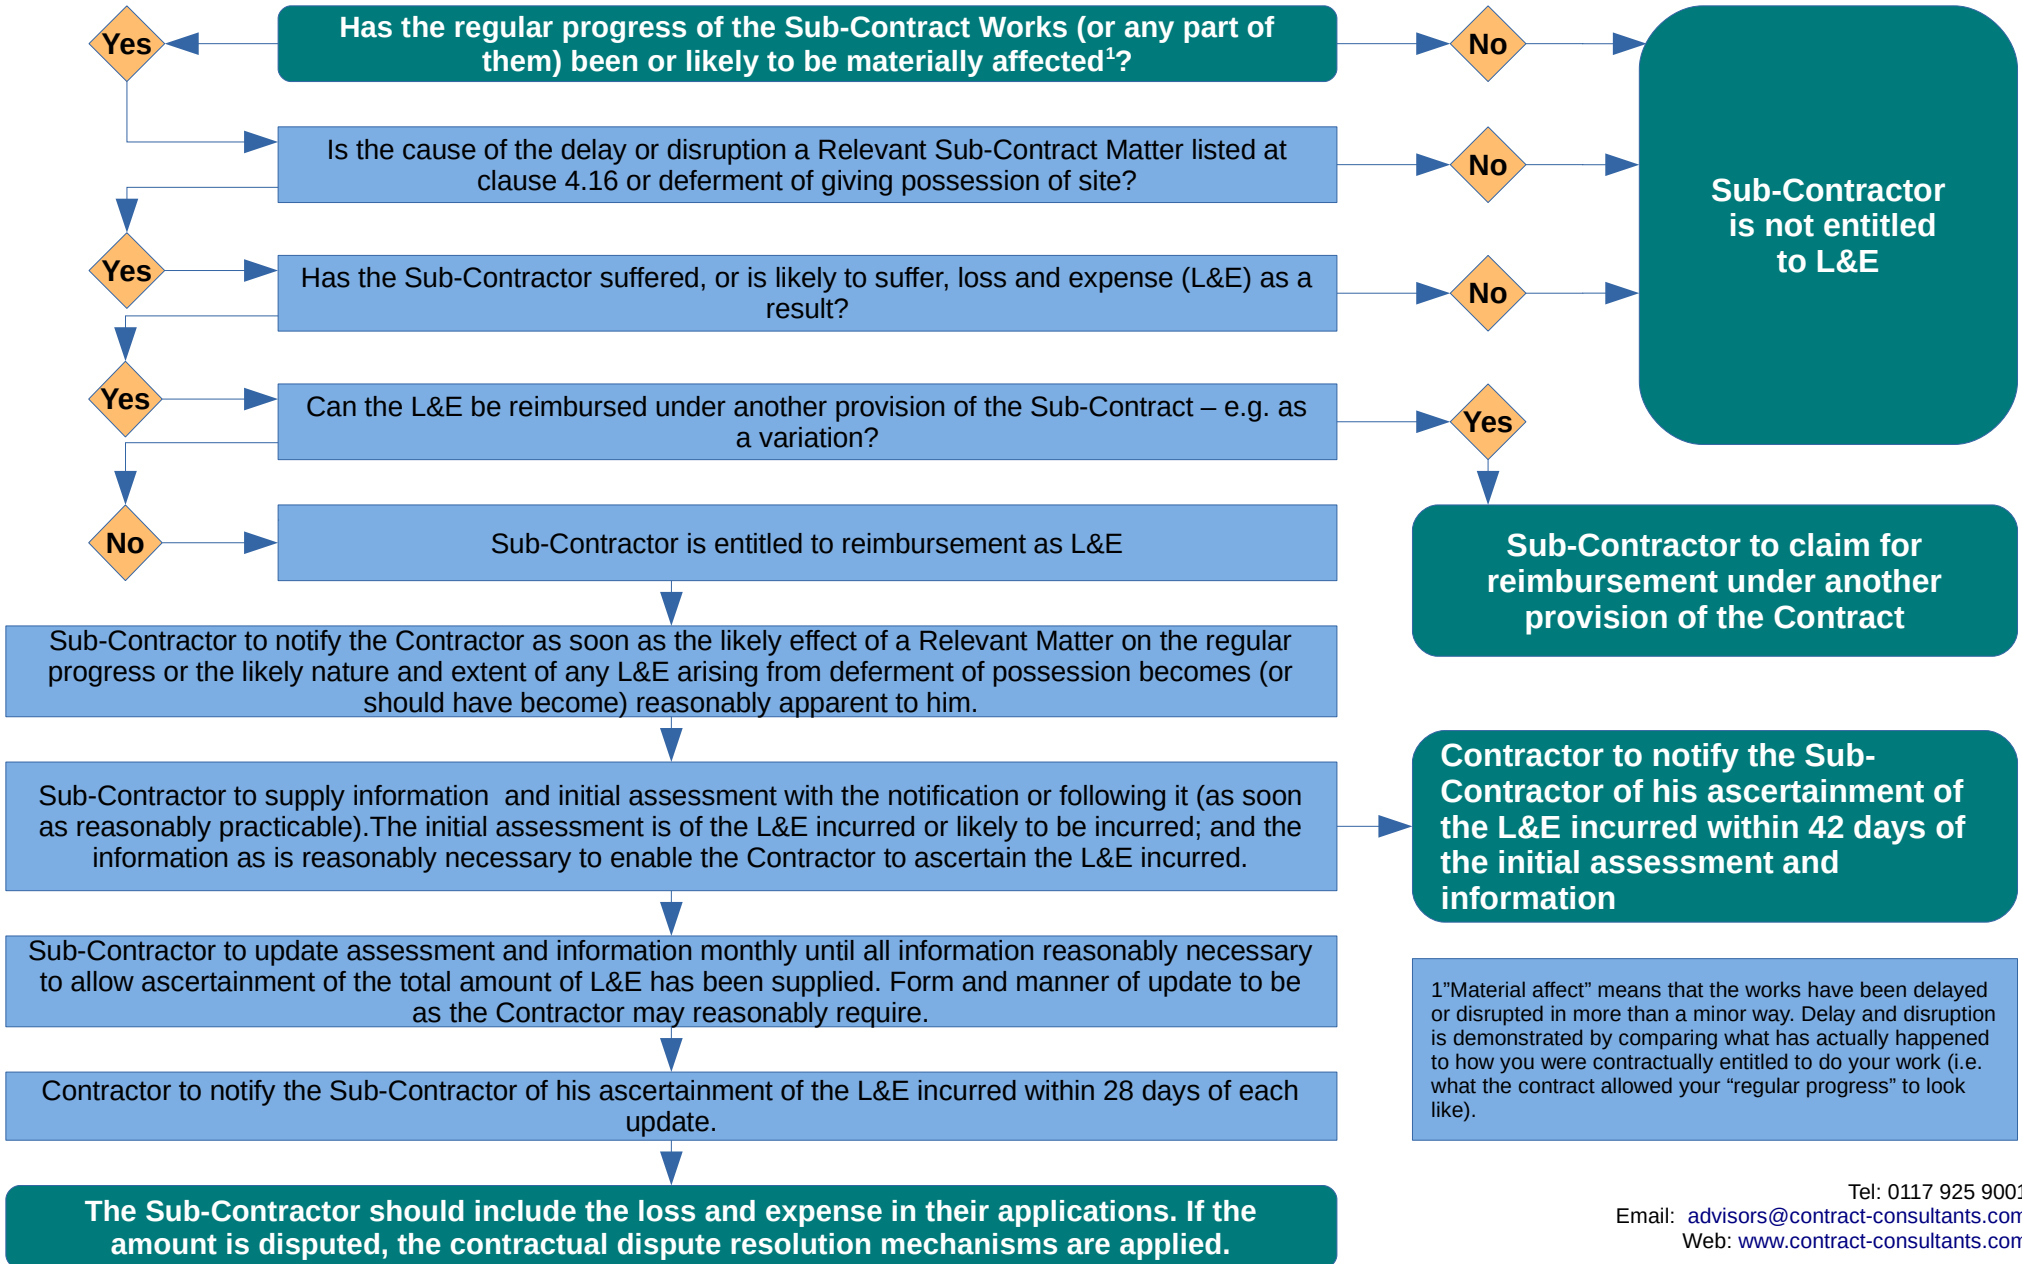 Yes
Has the regular progress of the Sub-Contract Works (or any part of
them) been or likely to be materially affected1?
No
Is the cause of the delay or disruption a Relevant Sub-Contract Matter listed at
clause 4.16 or deferment of giving possession of site?
No
Sub-Contractor
is not entitled
to L&E
Yes
Has the Sub-Contractor suffered, or is likely to suffer, loss and expense (L&E) as a
result?
No
Yes
Can the L&E be reimbursed under another provision of the Sub-Contract – e.g. as
a variation?
Yes
No
Sub-Contractor is entitled to reimbursement as L&E
Sub-Contractor to claim for
reimbursement under another
provision of the Contract
Sub-Contractor to notify the Contractor as soon as the likely effect of a Relevant Matter on the regular
progress or the likely nature and extent of any L&E arising from deferment of possession becomes (or
should have become) reasonably apparent to him.
Sub-Contractor to supply information  and initial assessment with the notification or following it (as soon
as reasonably practicable).The initial assessment is of the L&E incurred or likely to be incurred; and the
information as is reasonably necessary to enable the Contractor to ascertain the L&E incurred.
Contractor to notify the Sub-
Contractor of his ascertainment of
the L&E incurred within 42 days of
the initial assessment and
information
Sub-Contractor to update assessment and information monthly until all information reasonably necessary
to allow ascertainment of the total amount of L&E has been supplied. Form and manner of update to be
as the Contractor may reasonably require.
1”Material affect” means that the works have been delayed
or disrupted in more than a minor way. Delay and disruption
is demonstrated by comparing what has actually happened
to how you were contractually entitled to do your work (i.e.
what the contract allowed your “regular progress” to look
like).
Contractor to notify the Sub-Contractor of his ascertainment of the L&E incurred within 28 days of each
update.
The Sub-Contractor should include the loss and expense in their applications. If the
amount is disputed, the contractual dispute resolution mechanisms are applied.
Tel: 0117 925 9001
Email:  advisors@contract-consultants.com
Web: www.contract-consultants.com